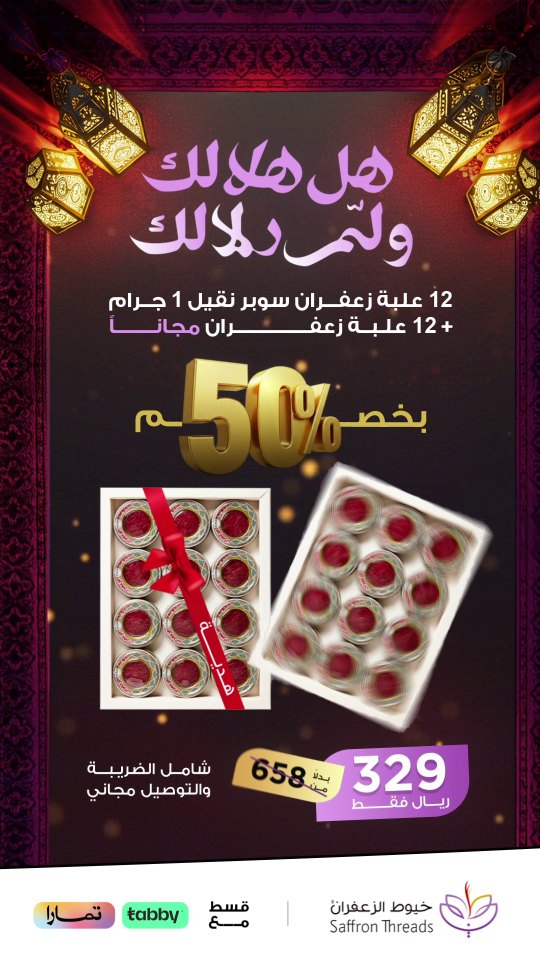 هل هلالك
ولتم دلالك
12 علبة زعفران سوبر نقيل 1 جرام
+ 12 علبة زعفران مجاناً
بخصم 50%
هدية
329
ريال فقط
بدلاً من 658
شامل الضريبة
والتوصيل مجاني
خيوط الزعفران
Saffron Threads
قسط مع
tabby
تمارا